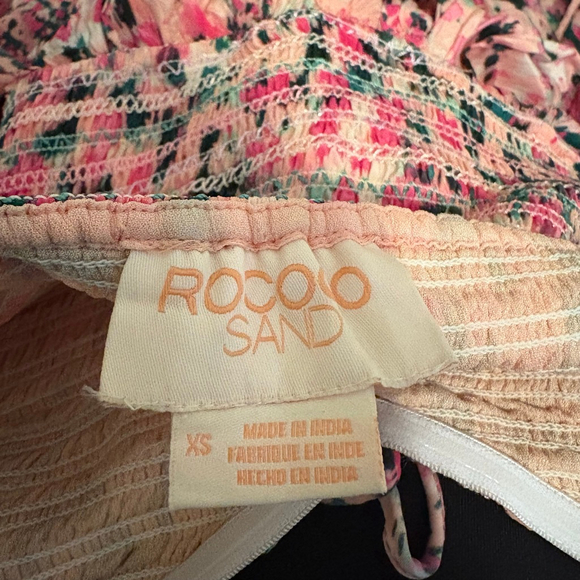 ROCOCO
SAND
XS
MADE IN INDIA
FABRIQUE EN INDE
HECHO EN INDIA